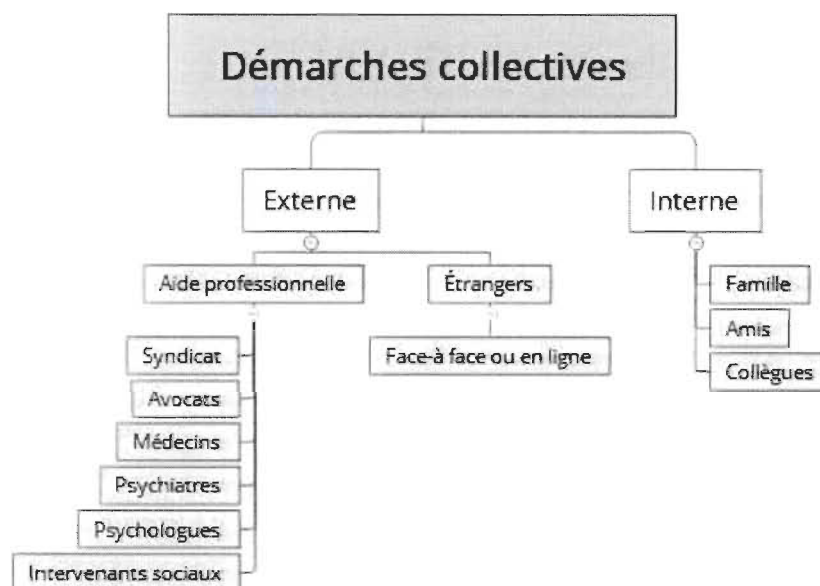 Démarches collectives
Externe
Interne
Aide professionnelle
Étrangers
Famille
Syndicat
Face-à face ou en ligne
Amis
Avocats
Collègues
Médecins
Psychiatres
Psychologues
Intervenants sociaux